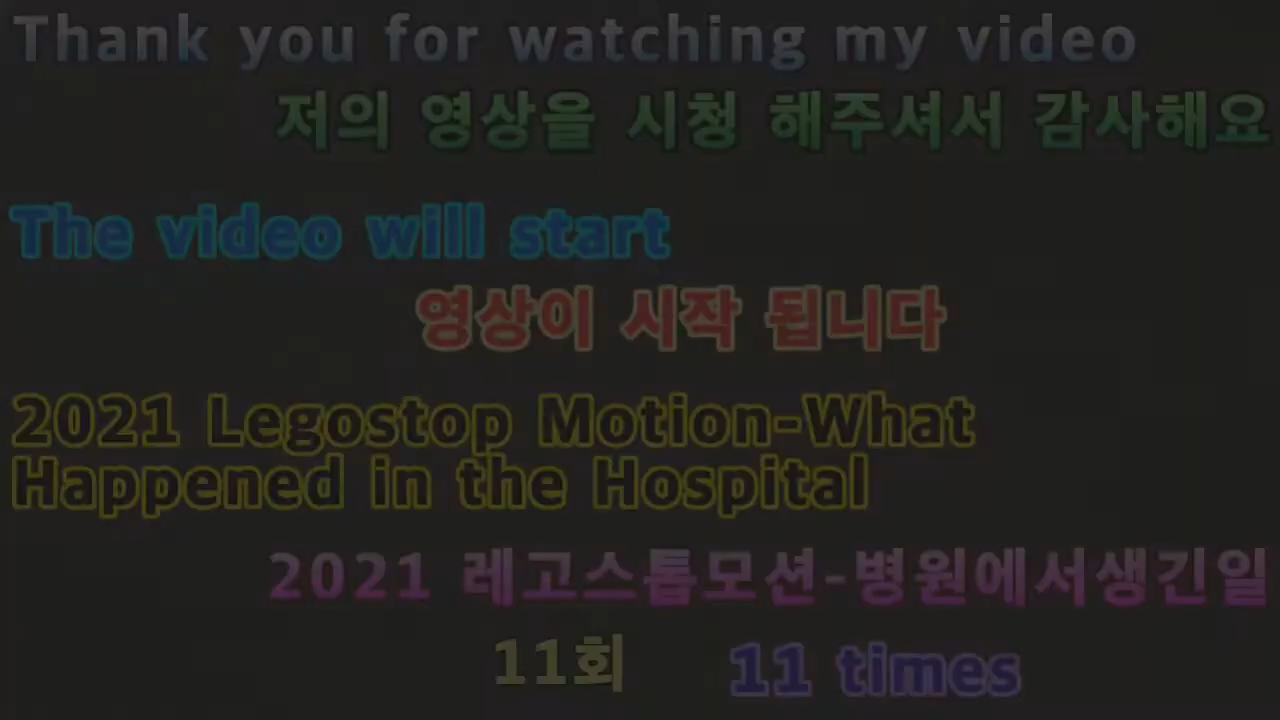 Thank you for watching my video
저의 영상을 시청 해주셔서 감사해요
The video will start
영상이 시작 됩니다
2021 Legostop Motion-What
Happened in the Hospital
2021 레고스톱모션-병원에서생긴일
11회 11 times